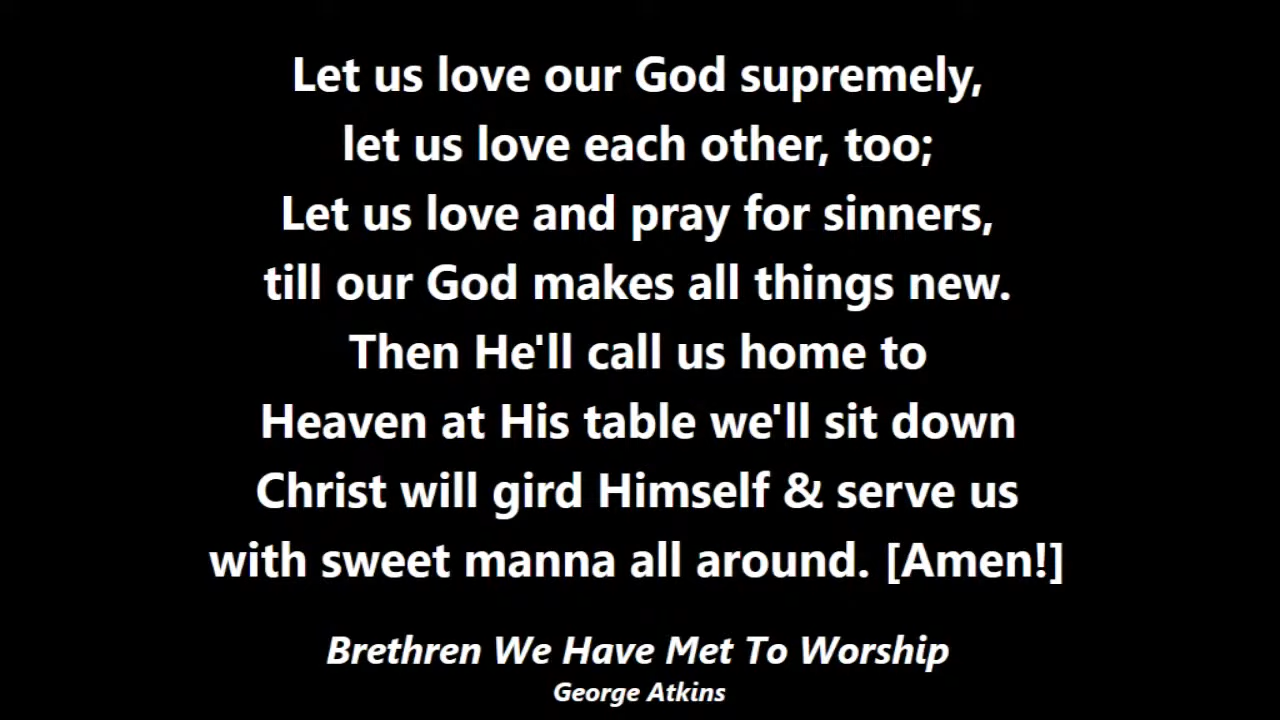 Let us love our God supremely,
let us love each other, too;
Let us love and pray for sinners,
till our God makes all things new.
Then He'll call us home to
Heaven at His table we'll sit down
Christ will gird Himself & serve us
with sweet manna all around. [Amen!]
Brethren We Have Met To Worship
George Atkins